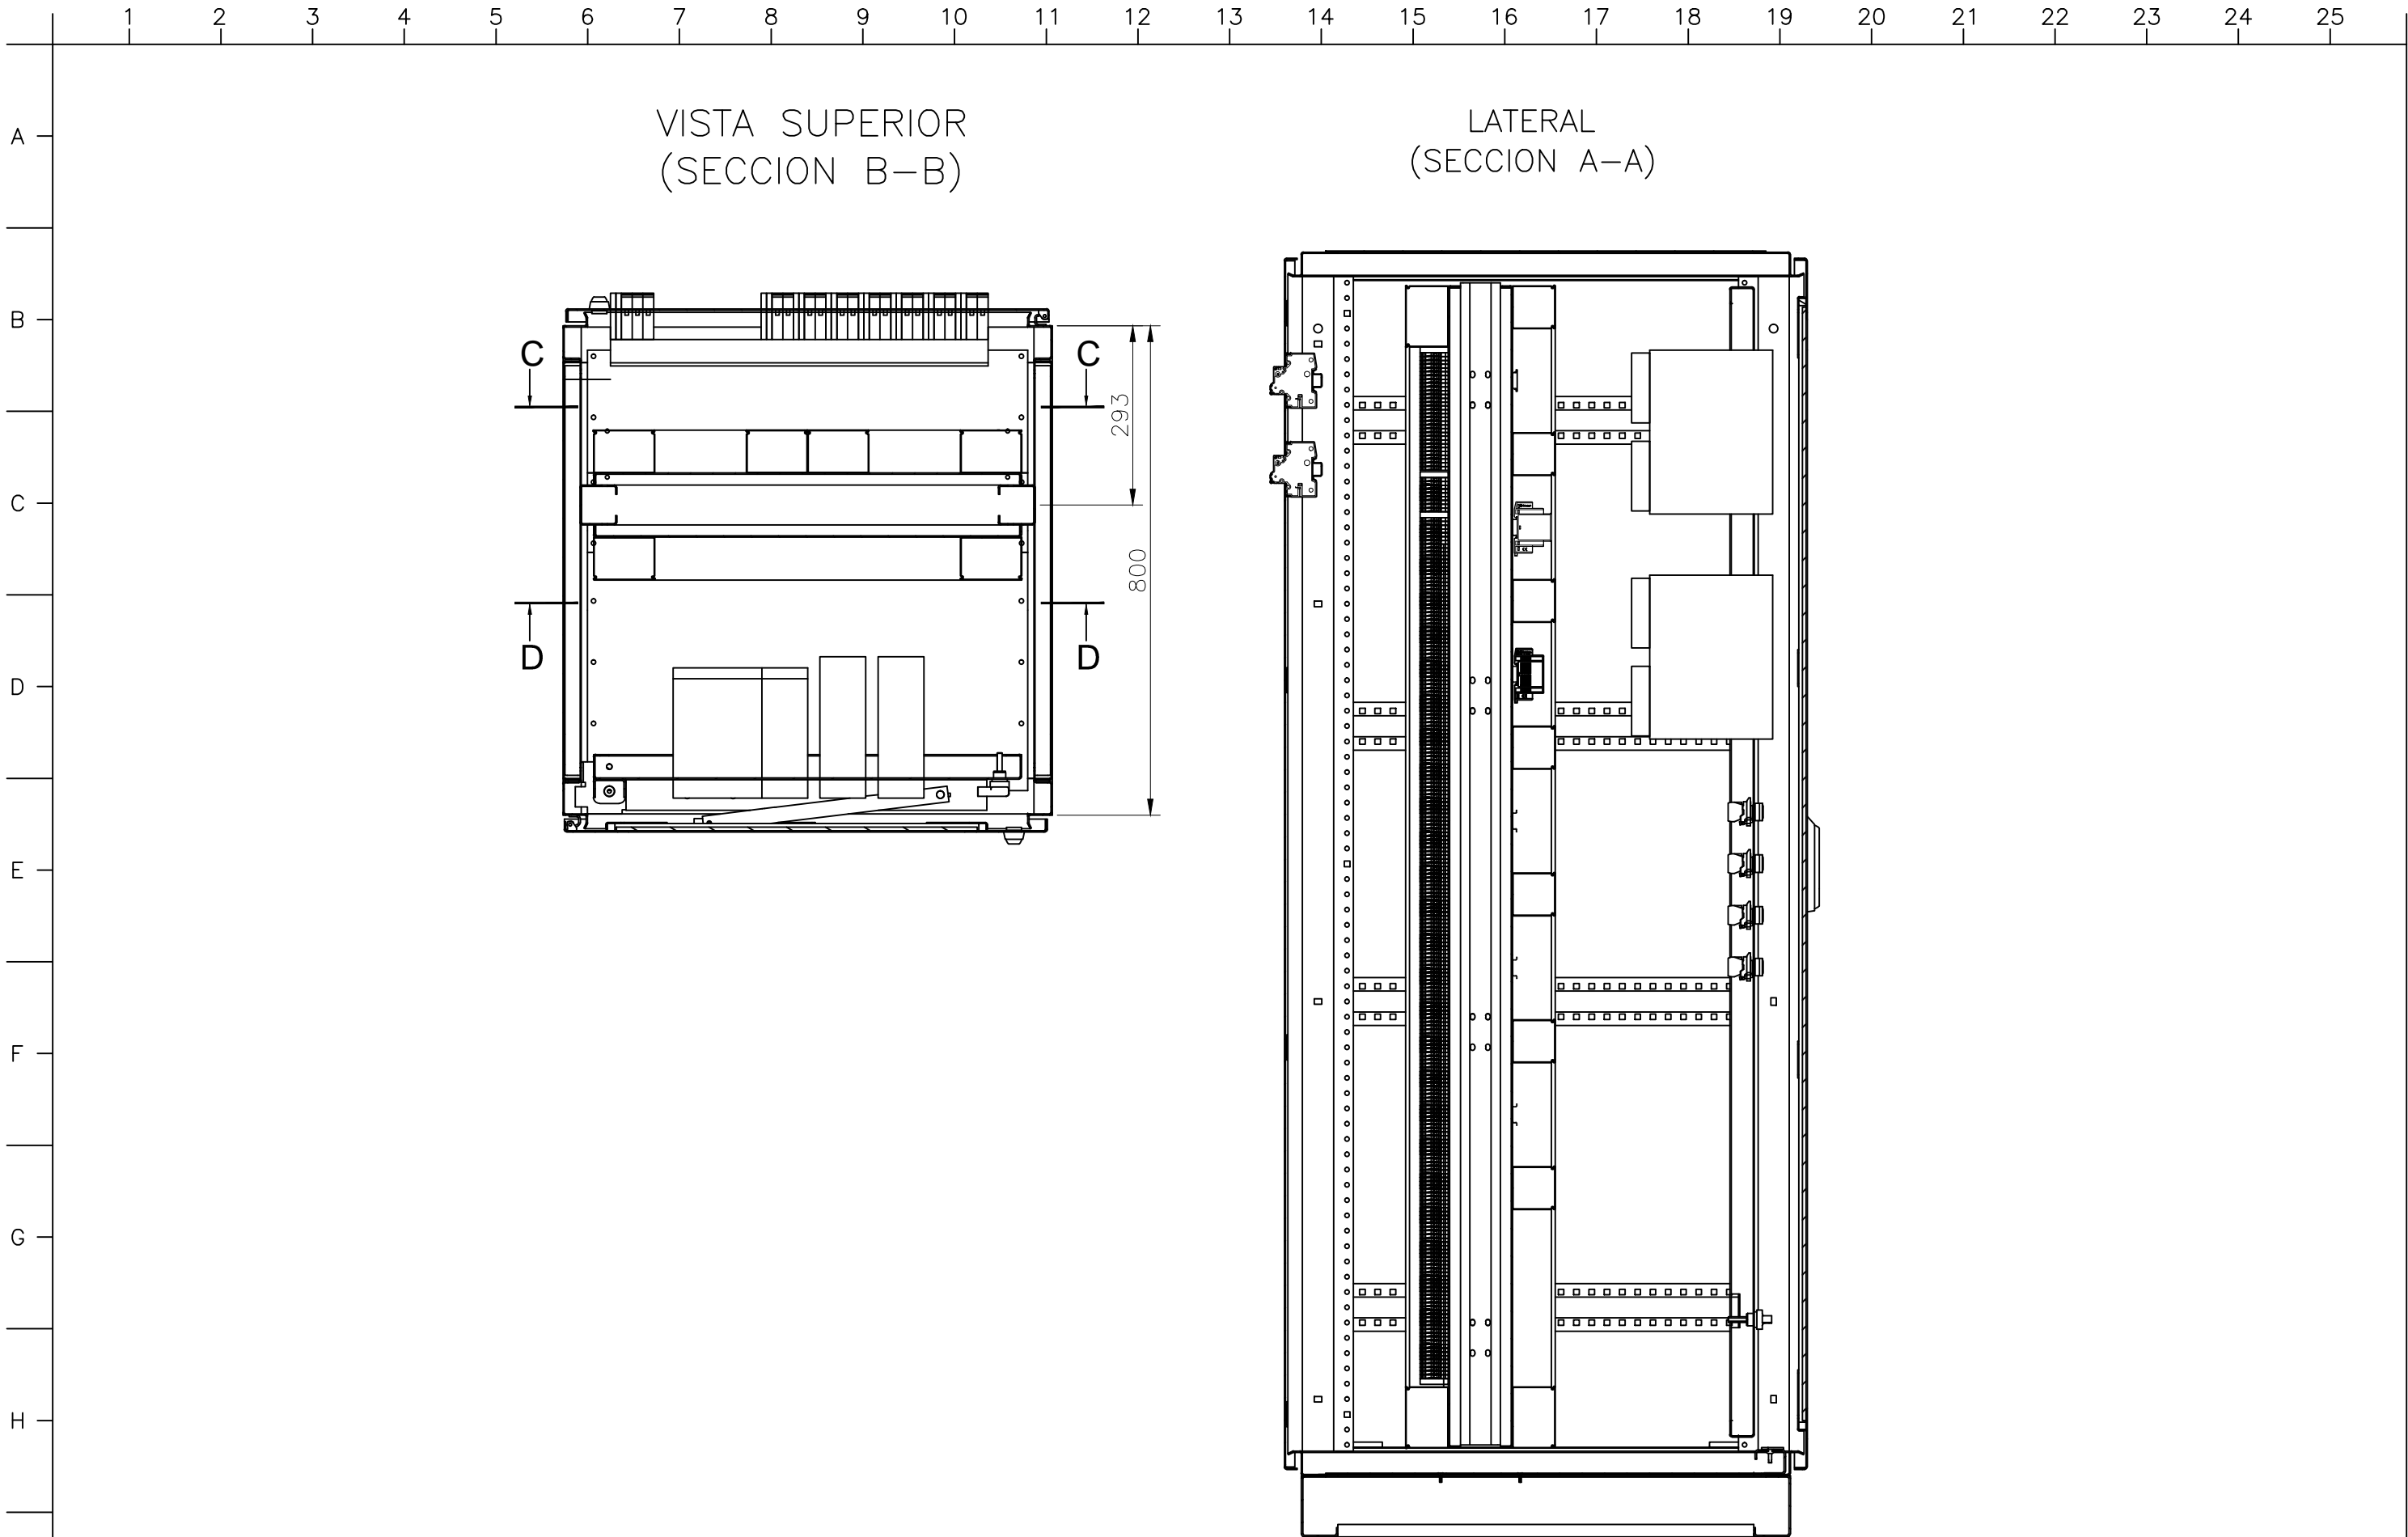 1 2 3 4 5 6 7 8 9 10 11 12 13 14 15 16 17 18 19 20 21 22 23 24 25
VISTA SUPERIOR
(SECCION B-B)
LATERAL
(SECCION A-A)
A
B
C
D
E
F
G
H
C C
293
800
D D